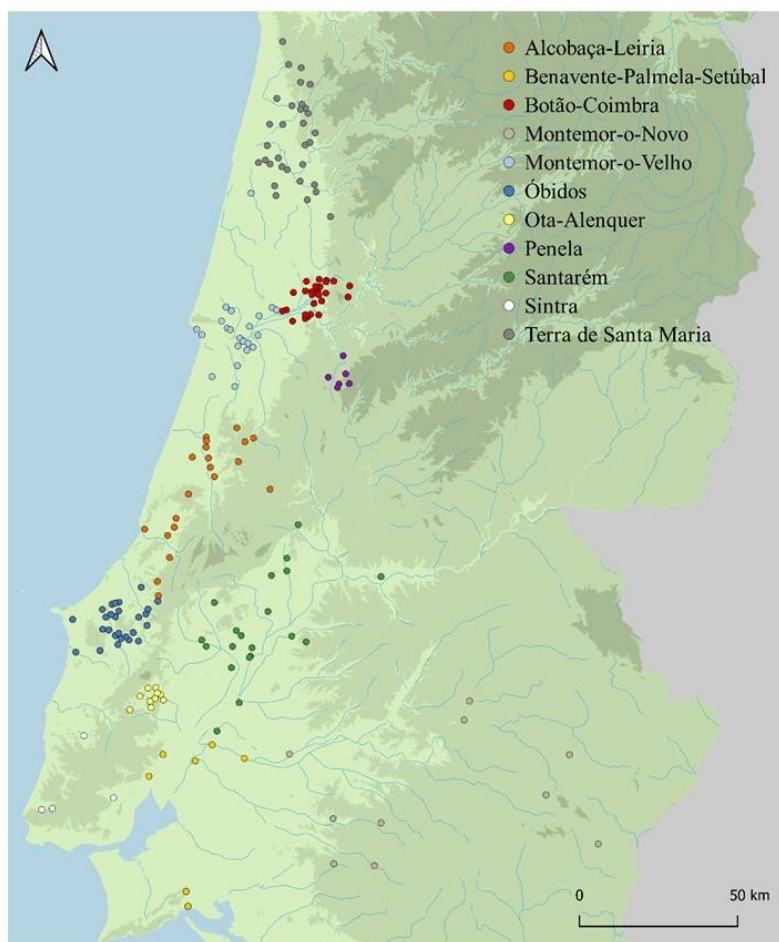 Alcobaça-Leiria
Benavente-Palmela-Setúbal
Botão-Coimbra
Montemor-o-Novo
Montemor-o-Velho
Óbidos
Ota-Alenquer
Penela
Santarém
Sintra
Terra de Santa Maria
0 50 km